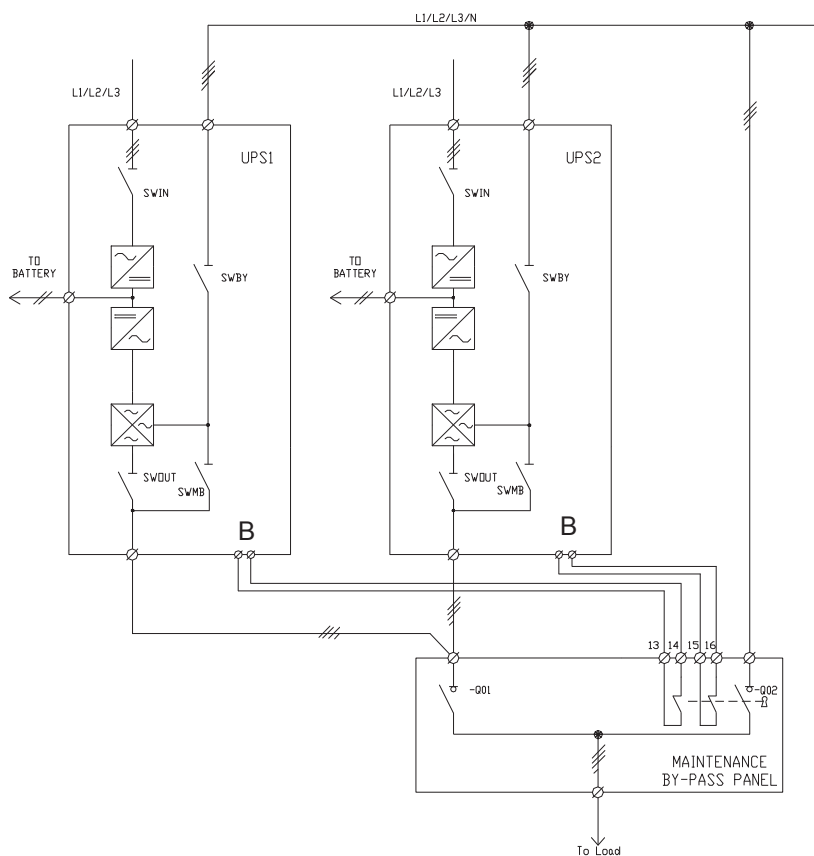 L1/L2/L3/N
L1/L2/L3
L1/L2/L3
UPS1
UPS2
SWIN
SWIN
TO
BATTERY
TO
BATTERY
SWBY
SWBY
SWOUT
SWMB
SWOUT
SWMB
B
B
13 14 15 16
-Q01
-Q02
MAINTENANCE
BY-PASS PANEL
To Load